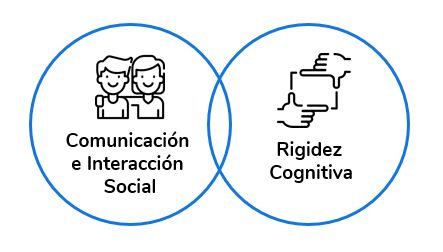 Comunicación
e Interacción
Social
Rigidez
Cognitiva